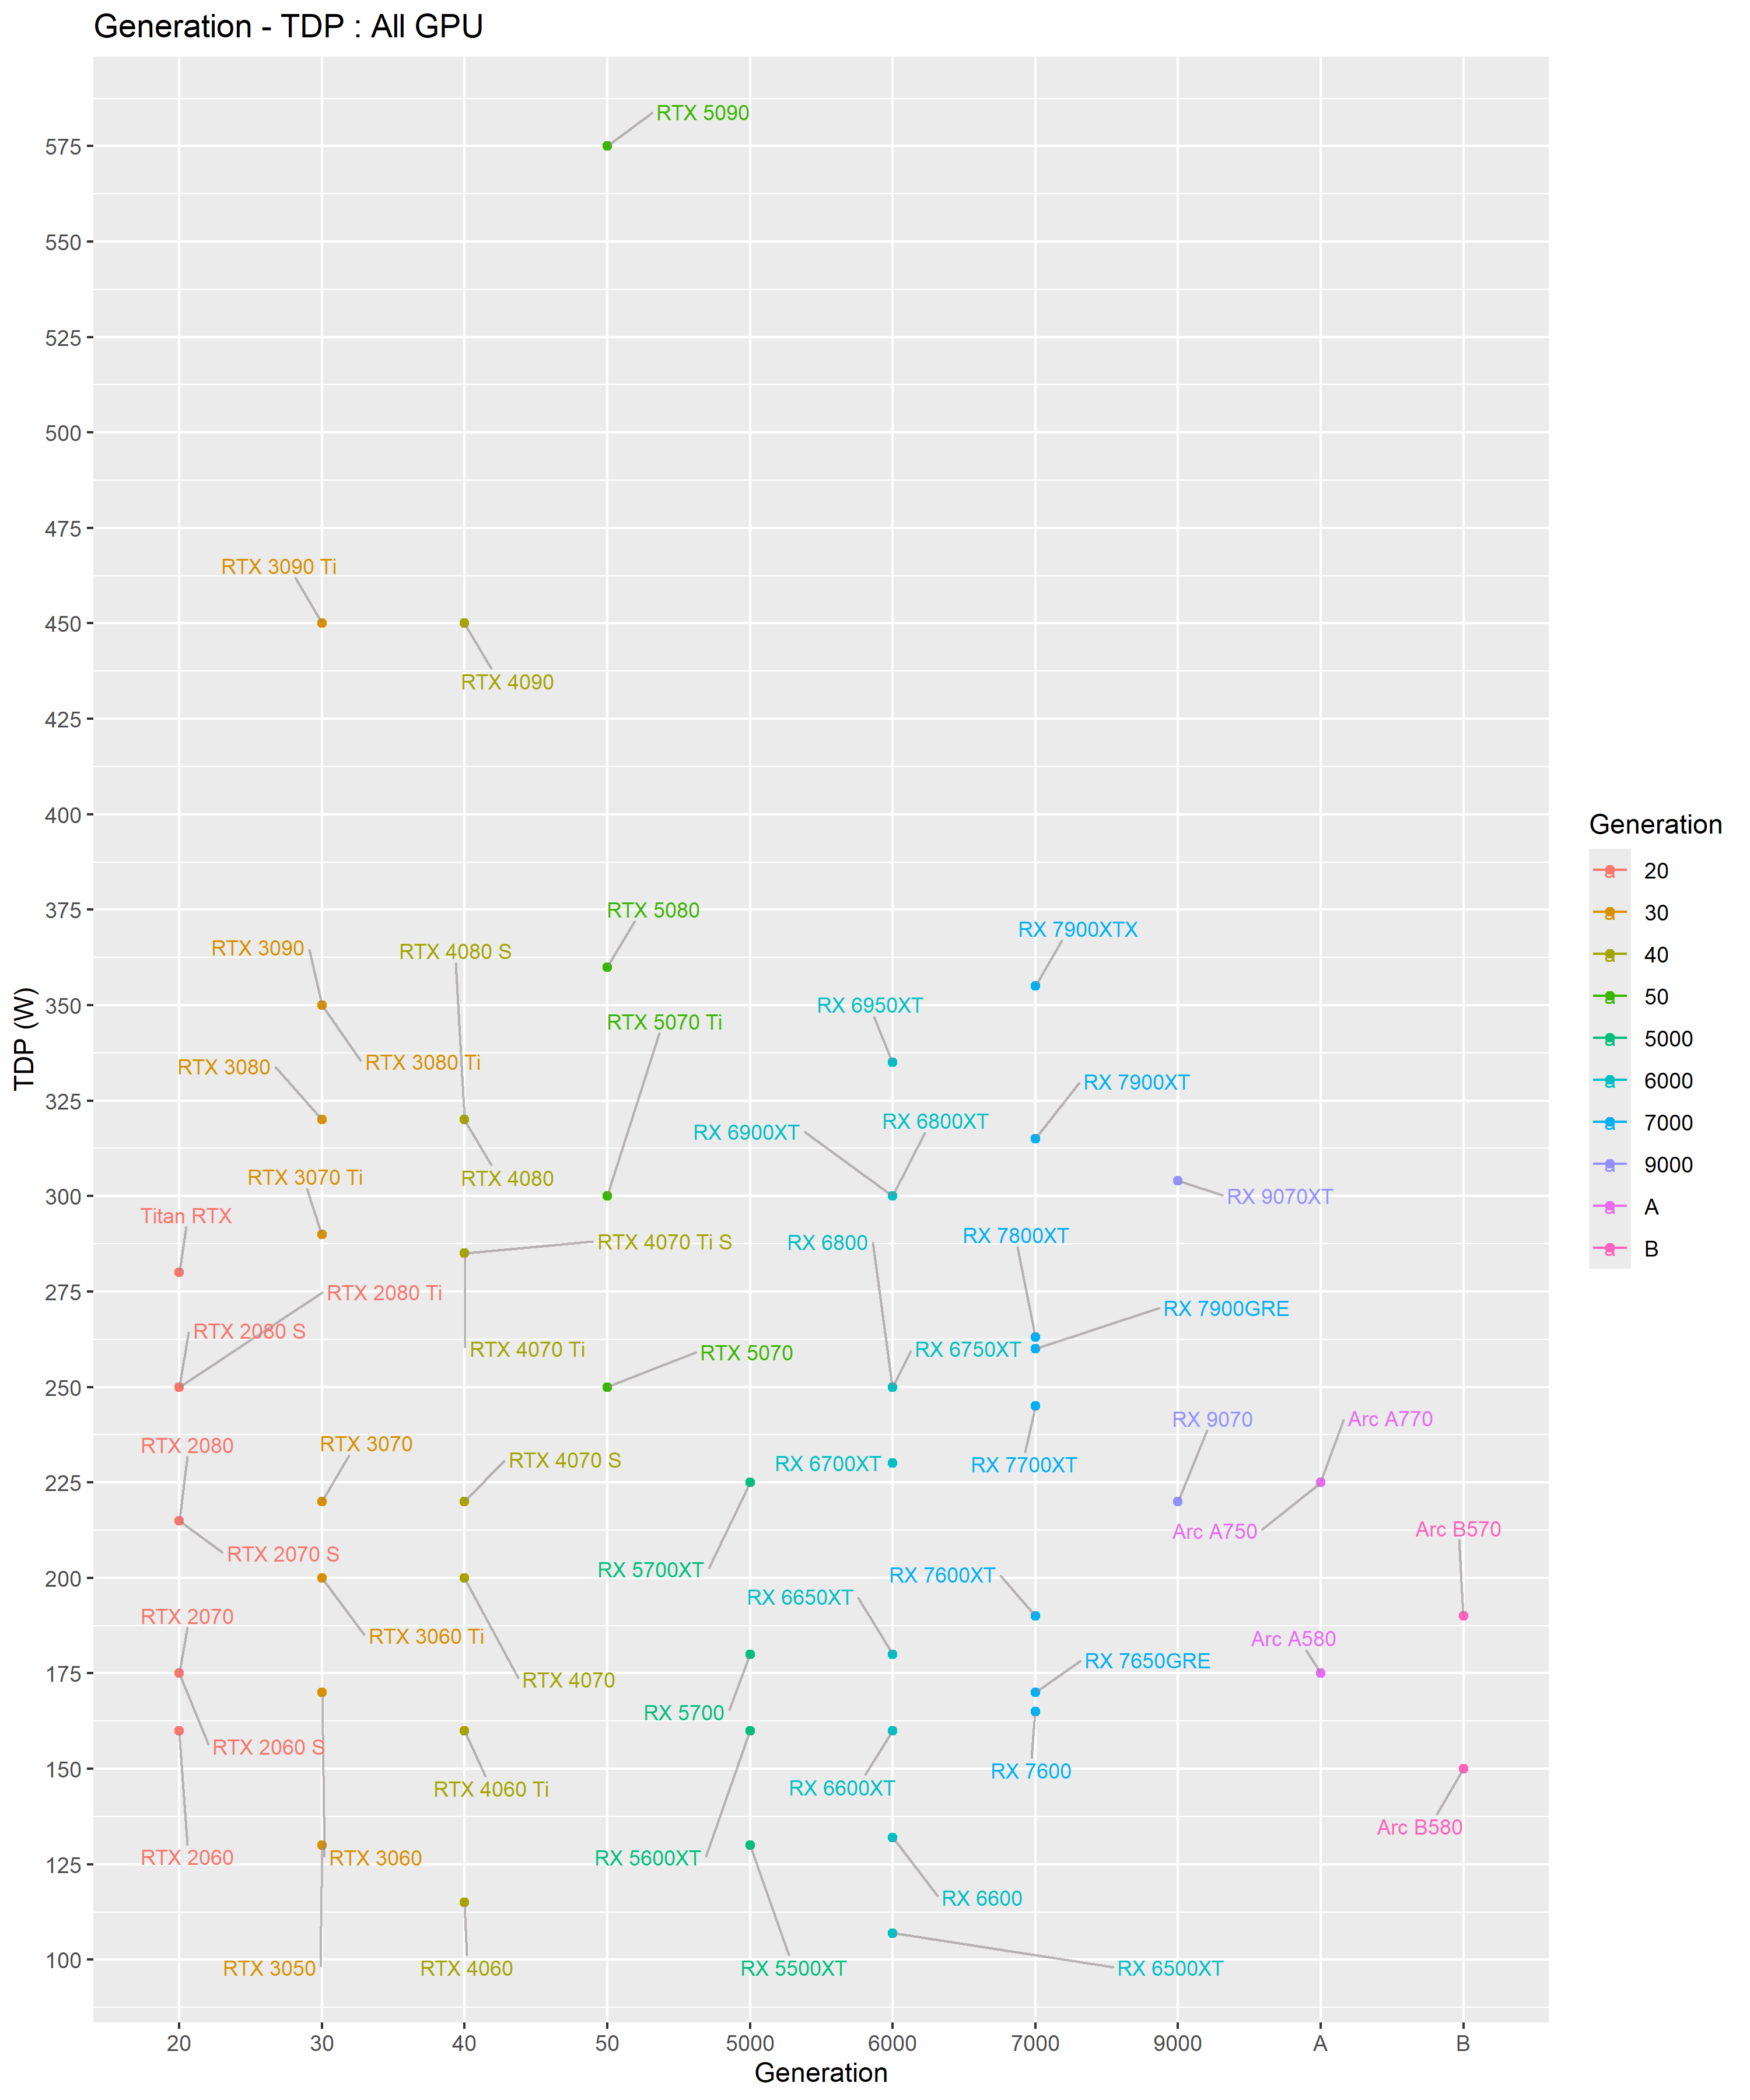 Generation - TDP : All GPU
TDP (W)
575
550
525
500
475
450
425
400
375
350
325
300
275
250
225
200
175
150
125
100
RTX 5090
RTX 3090 Ti
RTX 4090
RTX 5080
RX 7900XTX
RTX 3090
RTX 4080 S
RX 6950XT
RTX 5070 Ti
RTX 3080 Ti
RTX 3080
RX 7900XT
RX 6800XT
RX 6900XT
RTX 3070 Ti
RTX 4080
RX 9070XT
Titan RTX
RX 7800XT
RTX 4070 Ti S
RX 6800
RTX 2080 Ti
RX 7900GRE
RTX 2080 S
RTX 4070 Ti
RX 6750XT
RTX 5070
RX 9070
Arc A770
RTX 2080
RTX 3070
RTX 4070 S
RX 6700XT
RX 7700XT
Arc B570
Arc A750
RTX 2070 S
RX 5700XT
RX 7600XT
RX 6650XT
RTX 2070
RTX 3060 Ti
Arc A580
RX 7650GRE
RTX 4070
RX 5700
RTX 2060 S
RX 7600
RTX 4060 Ti
RX 6600XT
Arc B580
RTX 2060
RTX 3060
RX 5600XT
RX 6600
RTX 3050
RTX 4060
RX 5500XT
RX 6500XT
20
30
40
50
5000
6000
7000
9000
A
B
Generation
Generation
a 20
a 30
a 40
a 50
a 5000
a 6000
a 7000
a 9000
a A
a B